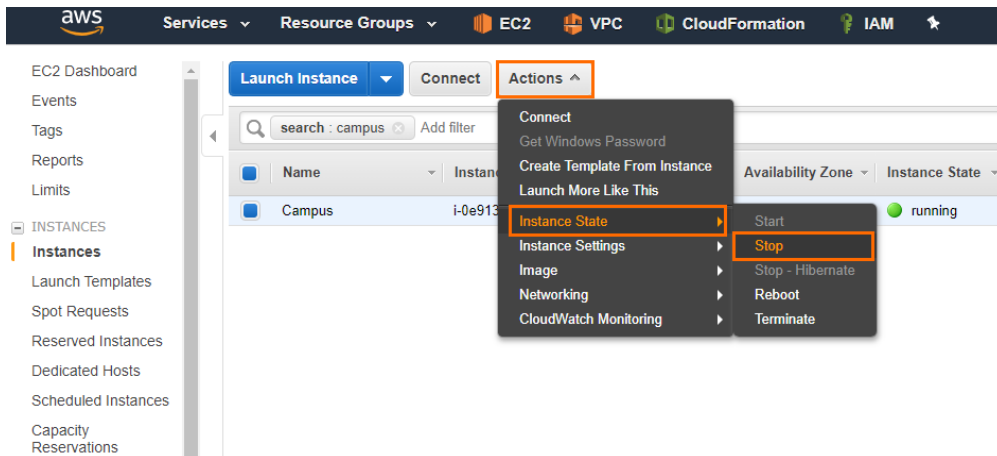 aws
Services
Resource Groups
EC2
VPC
CloudFormation
IAM
EC2 Dashboard
Events
Tags
Reports
Limits
INSTANCES
Instances
Launch Templates
Spot Requests
Reserved Instances
Dedicated Hosts
Scheduled Instances
Capacity
Reservations
Launch Instance
Connect
Actions
search : campus
Add filter
Name
Instanc
Availability Zone
Instance State
Campus
i-0e913
running
Connect
Get Windows Password
Create Template From Instance
Launch More Like This
Instance State
Instance Settings
Image
Networking
CloudWatch Monitoring
Start
Stop
Stop - Hibernate
Reboot
Terminate